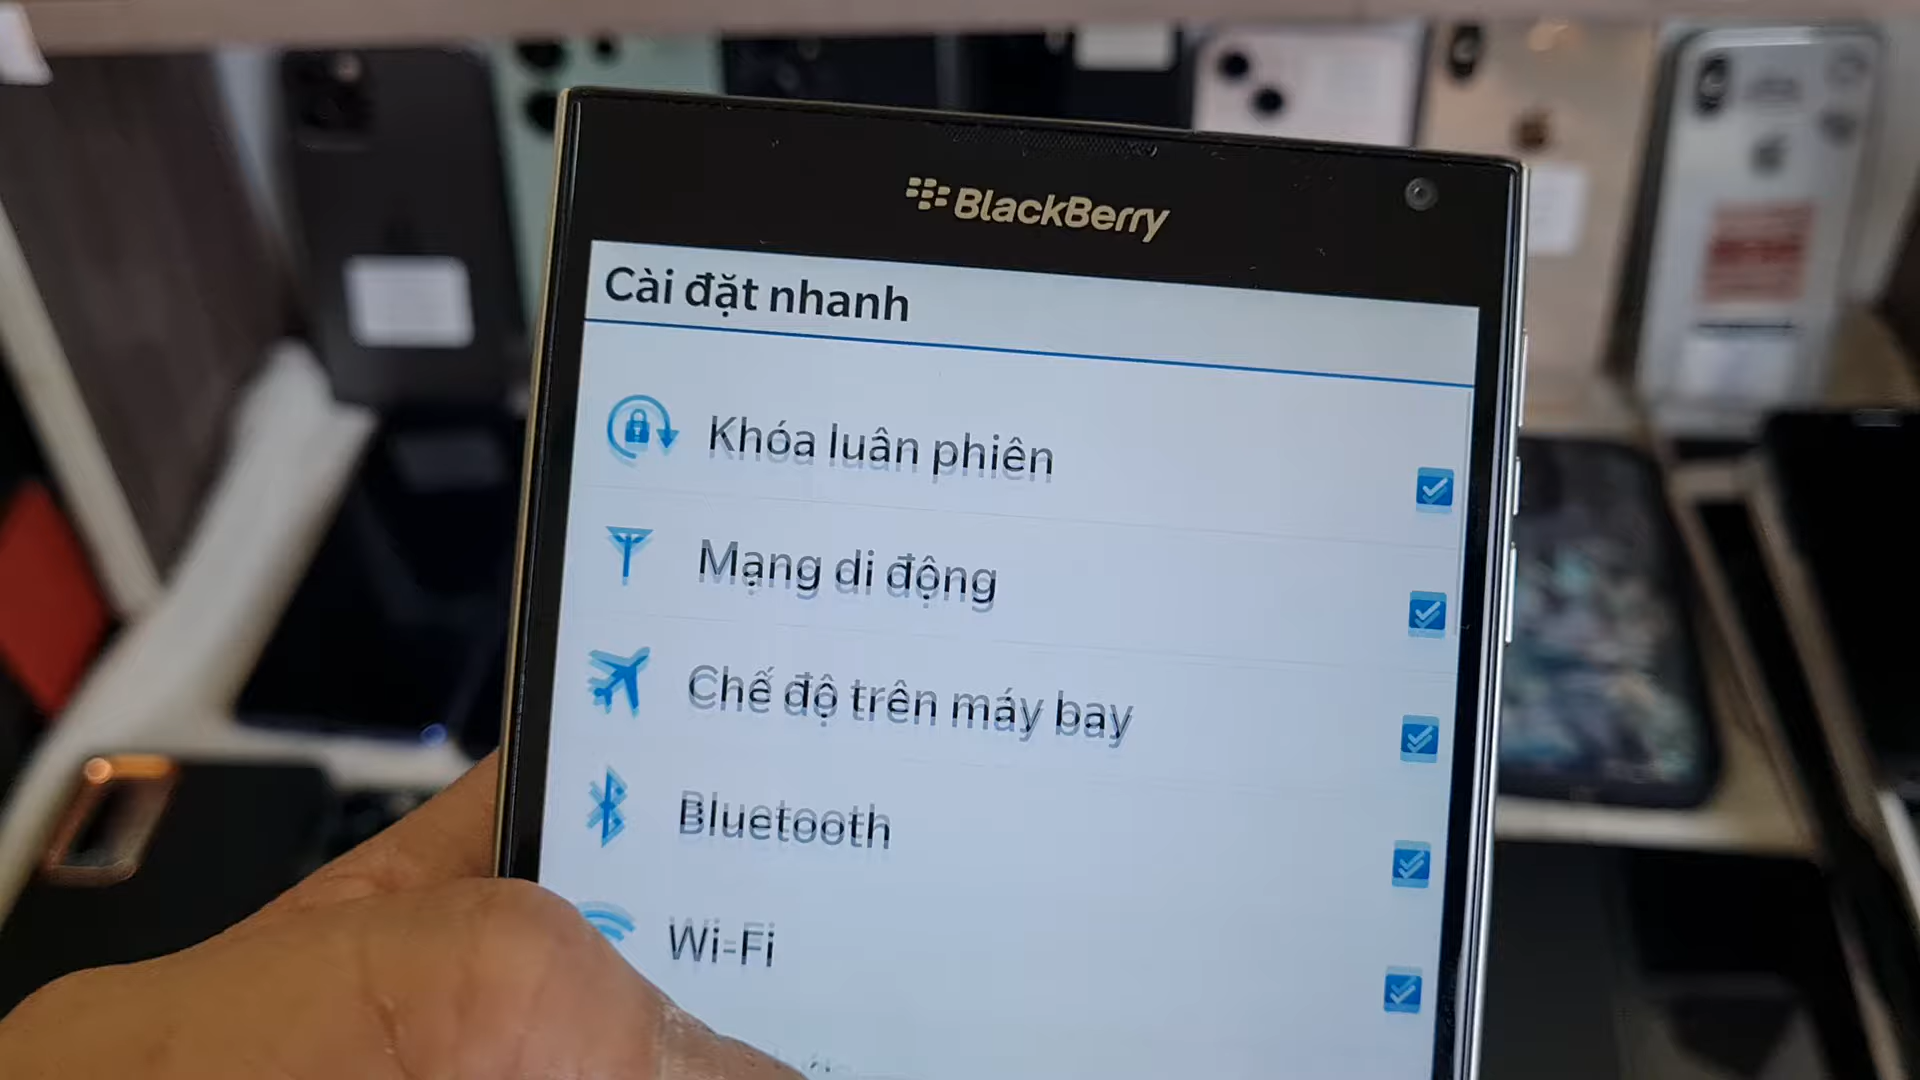 BlackBerry
Cài đặt nhanh
Khóa luân phiên
Mạng di động
Chế độ trên máy bay
Bluetooth
Wi-Fi